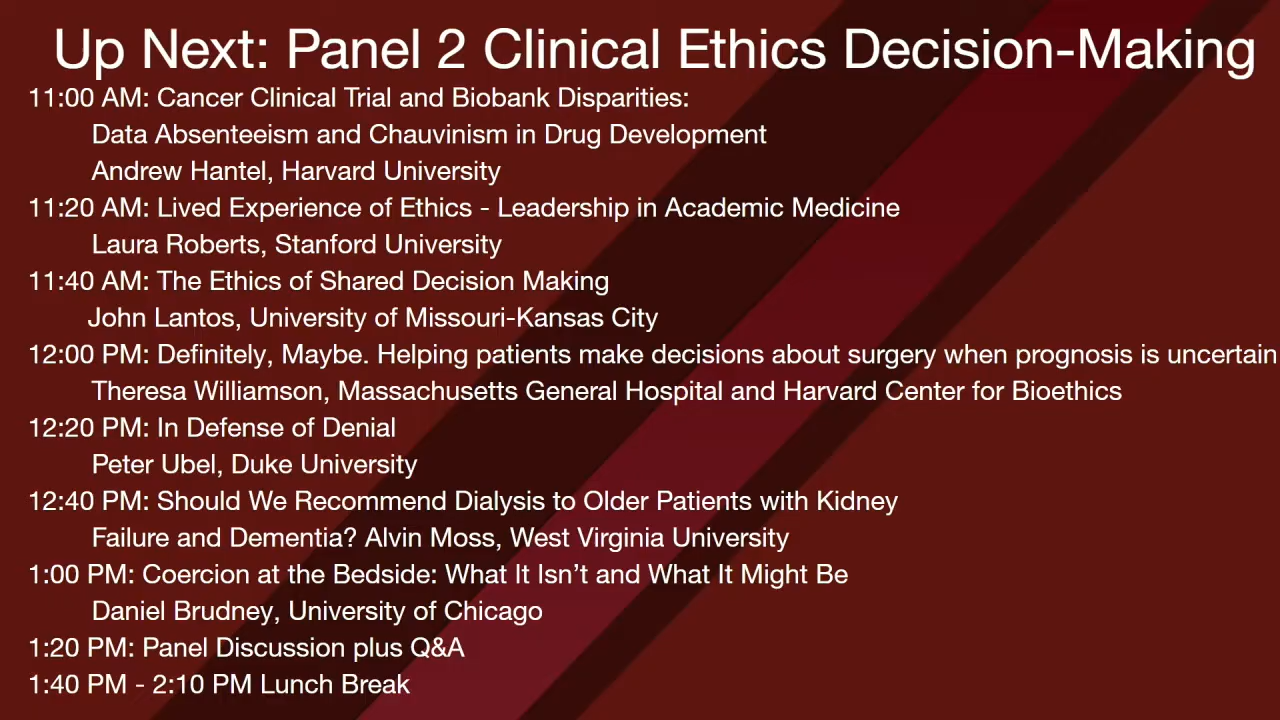 Up Next: Panel 2 Clinical Ethics Decision-Making
11:00 AM: Cancer Clinical Trial and Biobank Disparities:
Data Absenteeism and Chauvinism in Drug Development
Andrew Hantel, Harvard University
11:20 AM: Lived Experience of Ethics - Leadership in Academic Medicine
Laura Roberts, Stanford University
11:40 AM: The Ethics of Shared Decision Making
John Lantos, University of Missouri-Kansas City
12:00 PM: Definitely, Maybe. Helping patients make decisions about surgery when prognosis is uncertain
Theresa Williamson, Massachusetts General Hospital and Harvard Center for Bioethics
12:20 PM: In Defense of Denial
Peter Ubel, Duke University
12:40 PM: Should We Recommend Dialysis to Older Patients with Kidney
Failure and Dementia? Alvin Moss, West Virginia University
1:00 PM: Coercion at the Bedside: What It Isn’t and What It Might Be
Daniel Brudney, University of Chicago
1:20 PM: Panel Discussion plus Q&A
1:40 PM - 2:10 PM Lunch Break